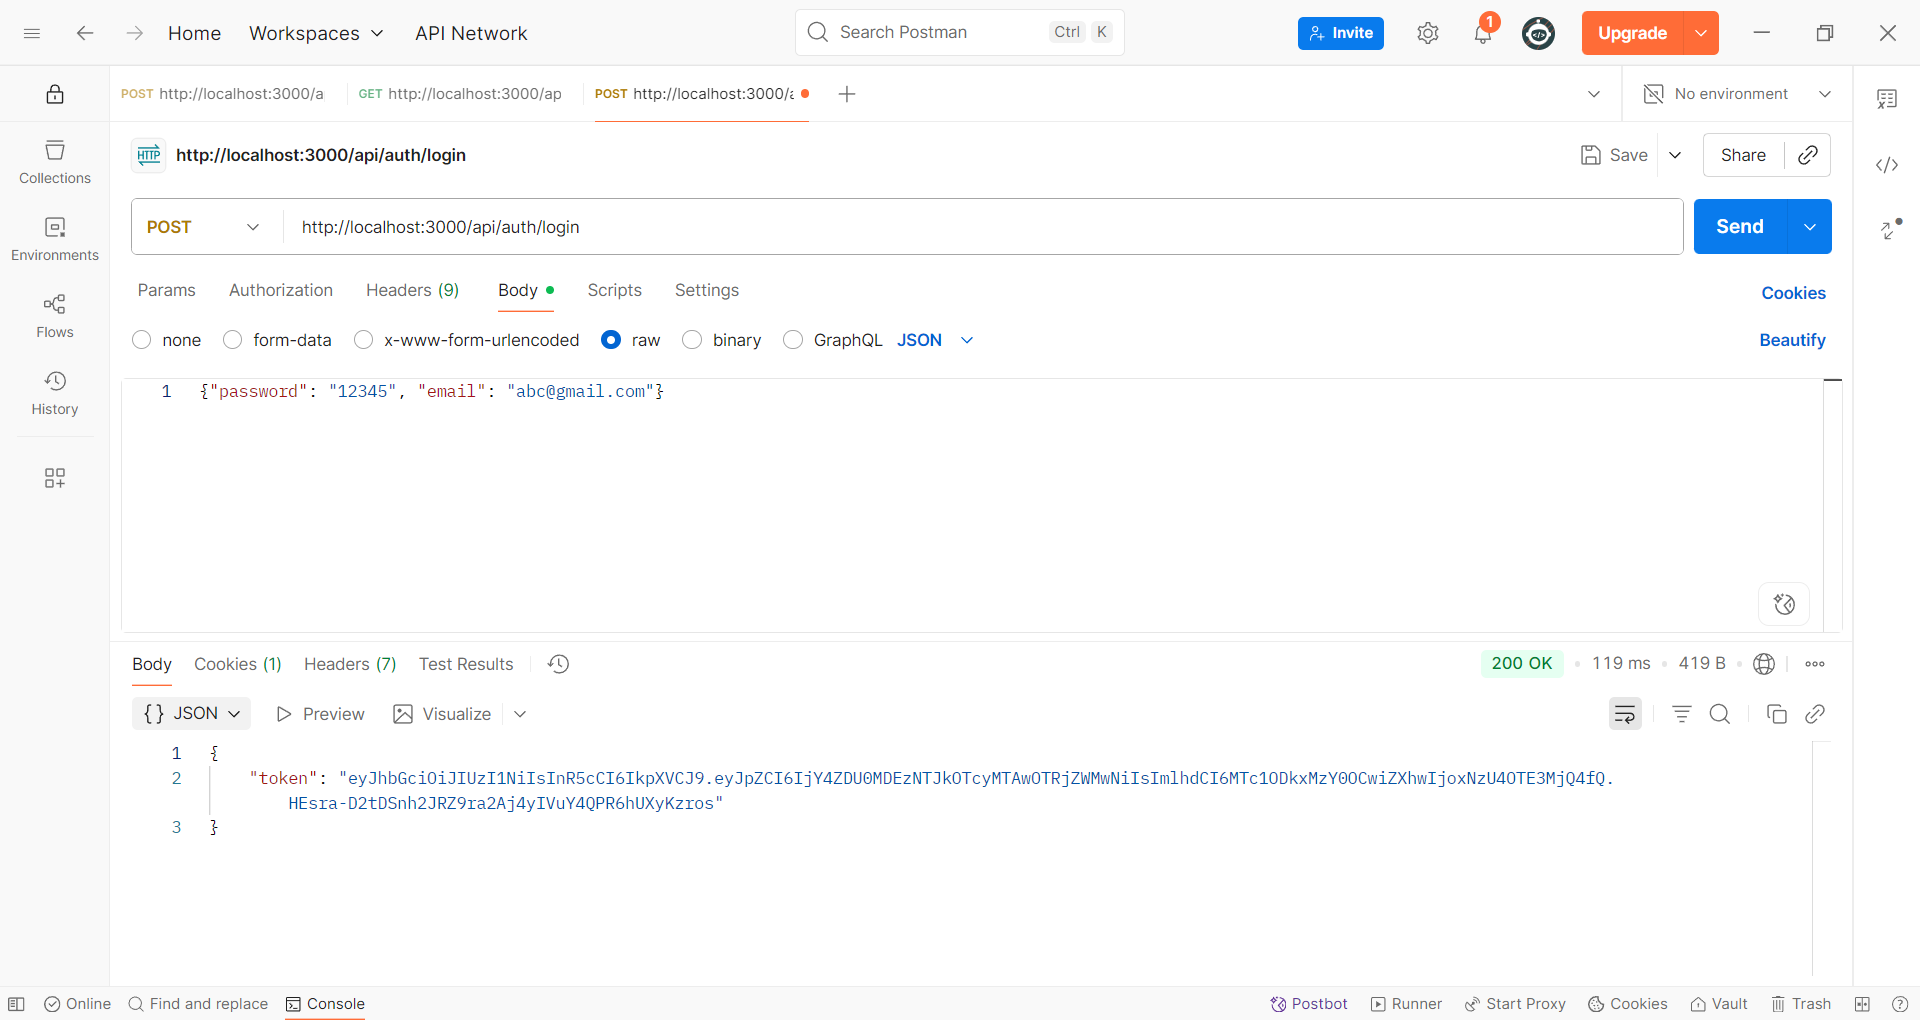 Home Workspaces API Network Search Postman Ctrl K Invite 1 Upgrade
POST http://localhost:3000/a GET http://localhost:3000/ap POST http://localhost:3000/a No environment
HTTP http://localhost:3000/api/auth/login Save Share
Collections
Environments
Flows
History
POST http://localhost:3000/api/auth/login Send
Params Authorization Headers (9) Body Scripts Settings Cookies
none form-data x-www-form-urlencoded raw binary GraphQL JSON Beautify
1 {"password": "12345", "email": "abc@gmail.com"}
Body Cookies (1) Headers (7) Test Results 200 OK 119 ms 419 B
{} JSON Preview Visualize
1 {
2 "token": "eyJhbGciOiJIUzI1NiIsInR5cCI6IkpXVCJ9.eyJpZCI6IjY4ZDU0MDEzNTJkOTcyMTAwOTRjZWMwNiIsImlhdCI6MTc1ODkxMzY0OCwiZXhwIjoxNzU4OTE3MjQ4fQ.
HEsra-D2tDSnh2JRZ9ra2Aj4yIVuY4QPR6hUXyKzros"
3 }
Online Find and replace Console Postbot Runner Start Proxy Cookies Vault Trash